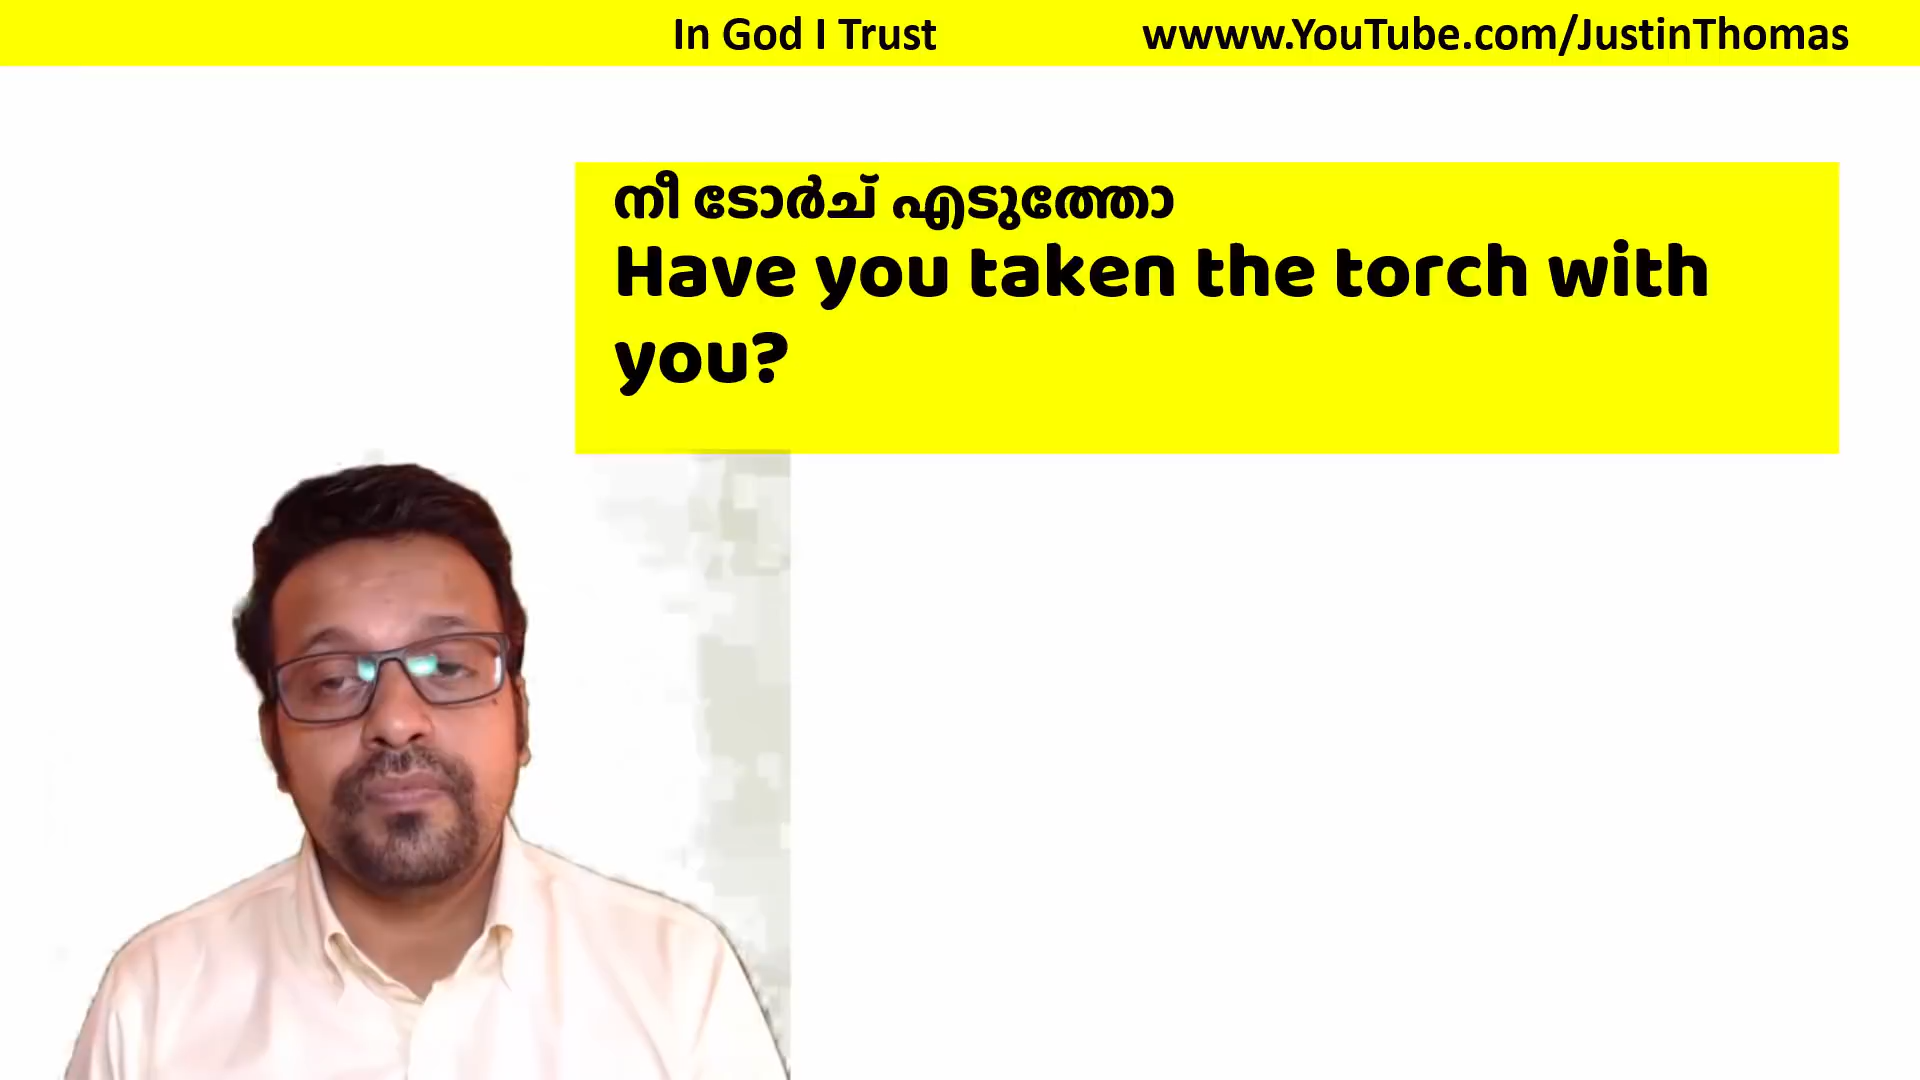 In God I Trust
wwww.YouTube.com/JustinThomas
നീ ടോർച് എടുത്തോ
Have you taken the torch with
you?